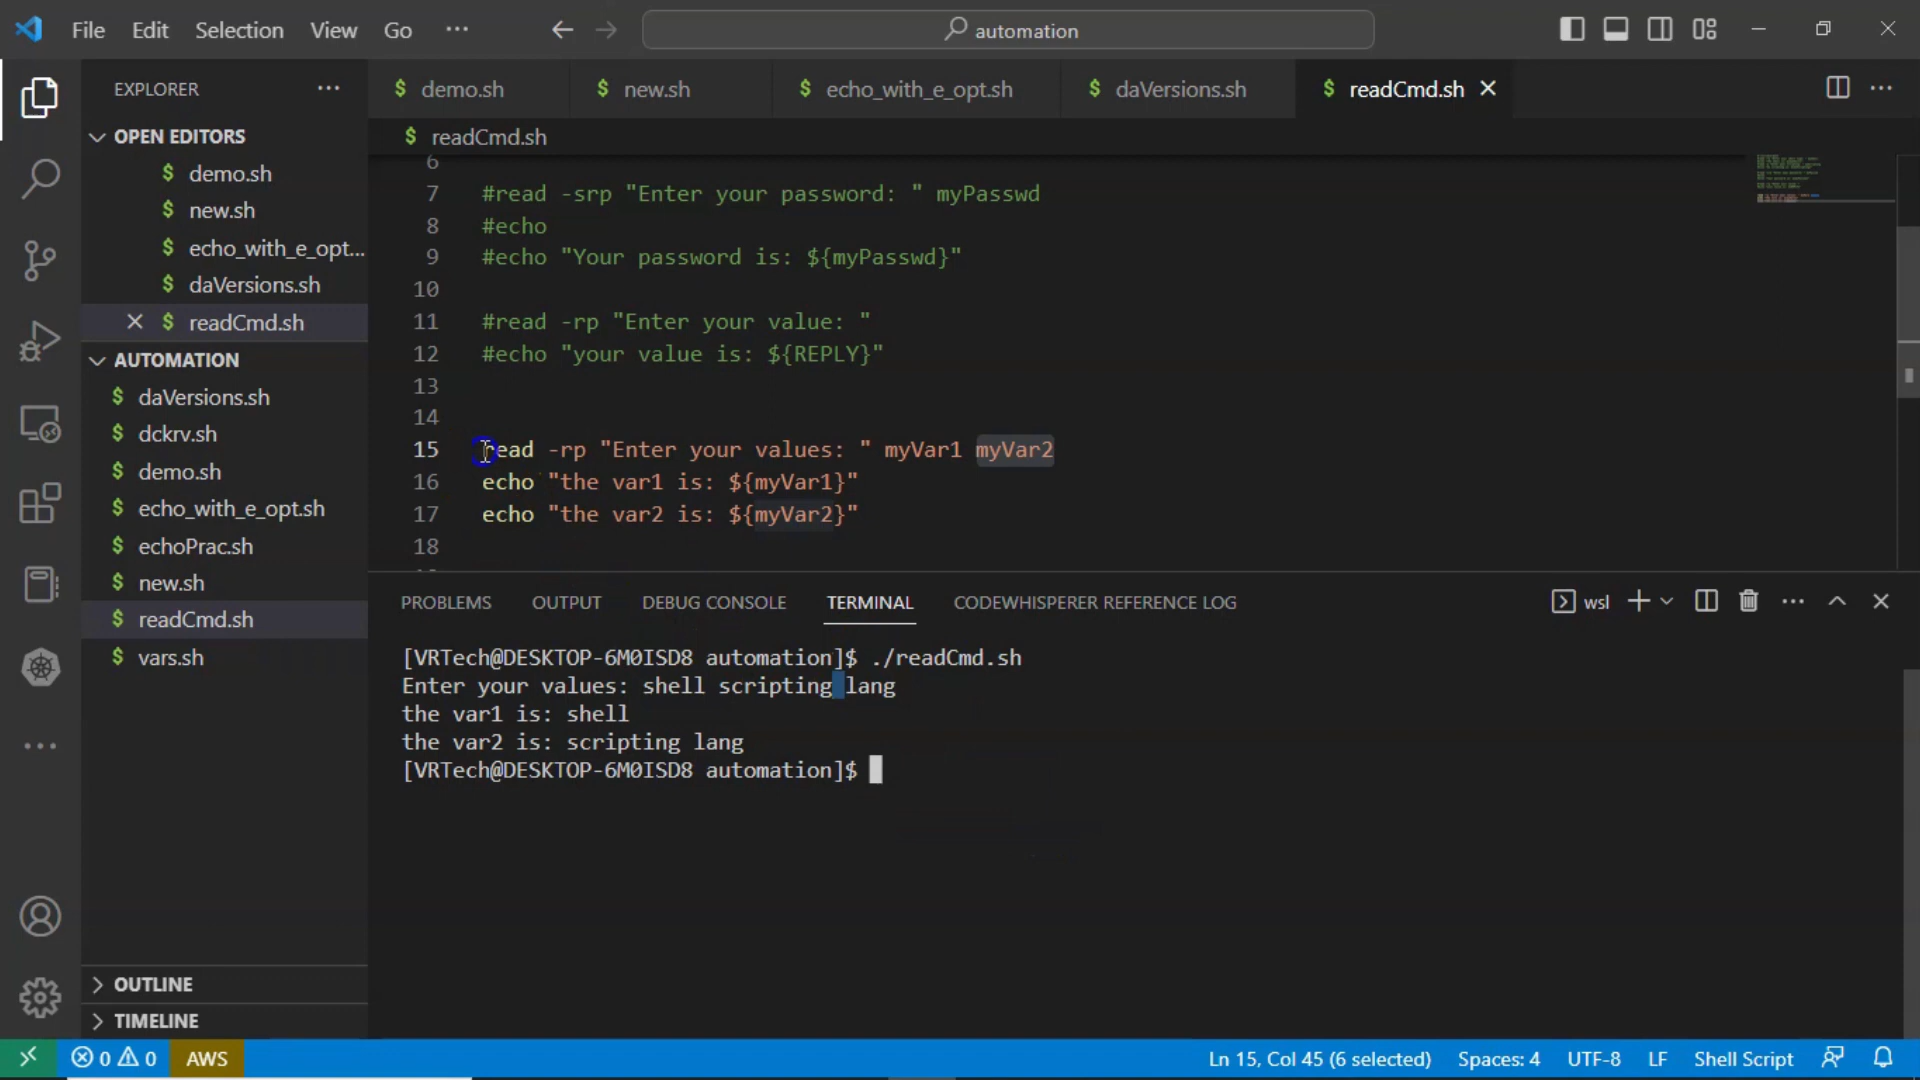 File Edit Selection View Go ··· automation
EXPLORER ···
OPEN EDITORS
$ demo.sh
$ new.sh
$ echo_with_e_opt...
$ daVersions.sh
$ readCmd.sh
AUTOMATION
$ daVersions.sh
$ dckrv.sh
$ demo.sh
$ echo_with_e_opt.sh
$ echoPrac.sh
$ new.sh
$ readCmd.sh
$ vars.sh
OUTLINE
TIMELINE
$ demo.sh $ new.sh $ echo_with_e_opt.sh $ daVersions.sh $ readCmd.sh
$ readCmd.sh
6
7 #read -srp "Enter your password: " myPasswd
8 #echo
9 #echo "Your password is: ${myPasswd}"
10
11 #read -rp "Enter your value: "
12 #echo "your value is: ${REPLY}"
13
14
15 read -rp "Enter your values: " myVar1 myVar2
16 echo "the var1 is: ${myVar1}"
17 echo "the var2 is: ${myVar2}"
18
PROBLEMS OUTPUT DEBUG CONSOLE TERMINAL CODEWHISPERER REFERENCE LOG wsl
[VRTech@DESKTOP-6M0ISD8 automation]$ ./readCmd.sh
Enter your values: shell scripting lang
the var1 is: shell
the var2 is: scripting lang
[VRTech@DESKTOP-6M0ISD8 automation]$
0 0 AWS Ln 15, Col 45 (6 selected) Spaces: 4 UTF-8 LF Shell Script